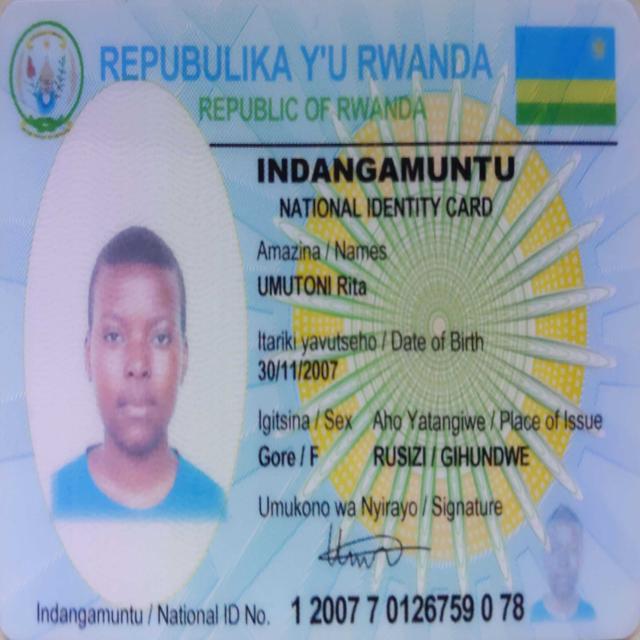 REPUBULIKA Y'U RWANDA
REPUBLIC OF RWANDA
INDANGAMUNTU
NATIONAL IDENTITY CARD
Amazina / Names
UMUTONI Rita
Itariki yavutseho / Date of Birth
30/11/2007
Igitsina / Sex Aho Yatangiwe / Place of Issue
Gore / F RUSIZI / GIHUNDWE
Umukono wa Nyirayo / Signature
Indangamuntu / National ID No. 1 2007 7 0126759 0 78